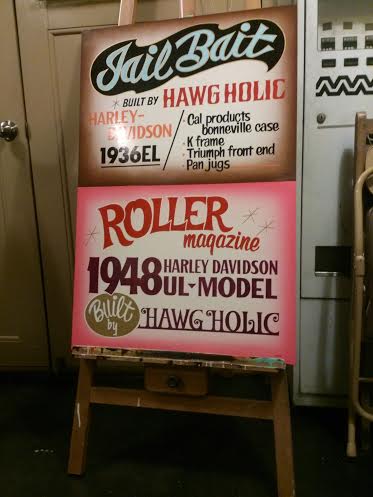 Jail Bait
* BUILT BY HAWG HOLIC
HARLEY-
DAVIDSON
1936EL
· Cal products
bonneville case
· K frame
· Triumph front end
· Pan jugs
ROLLER
magazine
1948 HARLEY DAVIDSON
UL-MODEL
Built
by
HAWG HOLIC